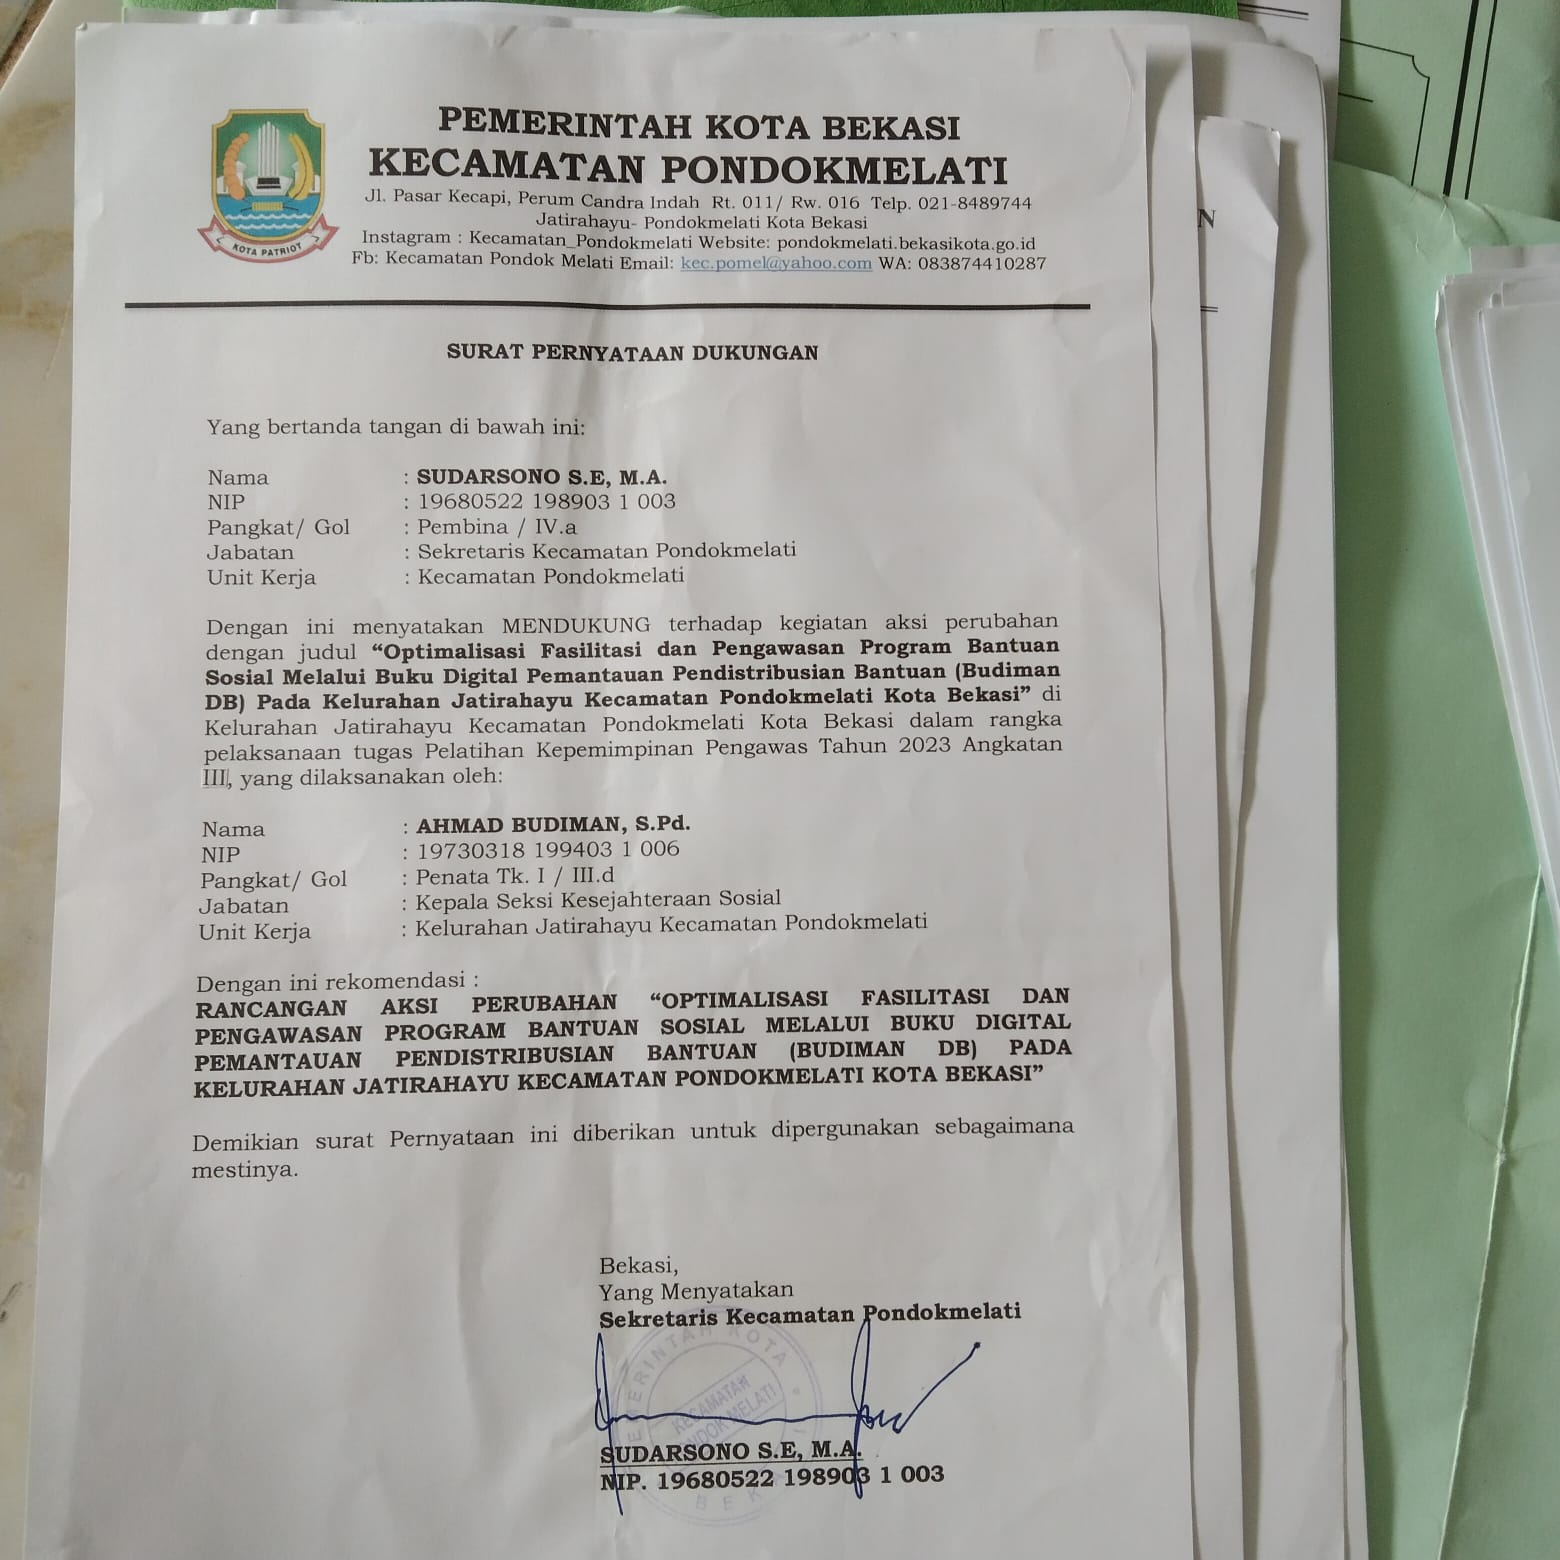 PEMERINTAH KOTA BEKASI
KECAMATAN PONDOKMELATI
Jl. Pasar Kecapi, Perum Candra Indah Rt. 011/ Rw. 016 Telp. 021-8489744
Jatirahayu- Pondokmelati Kota Bekasi
Instagram : Kecamatan_Pondokmelati Website: pondokmelati.bekasikota.go.id
Fb: Kecamatan Pondok Melati Email: kec.pomel@yahoo.com WA: 083874410287
KOTA PATRIOT
N
SURAT PERNYATAAN DUKUNGAN
Yang bertanda tangan di bawah ini:
Nama : SUDARSONO S.E, M.A.
NIP : 19680522 198903 1 003
Pangkat/ Gol : Pembina / IV.a
Jabatan : Sekretaris Kecamatan Pondokmelati
Unit Kerja : Kecamatan Pondokmelati
Dengan ini menyatakan MENDUKUNG terhadap kegiatan aksi perubahan
dengan judul “Optimalisasi Fasilitasi dan Pengawasan Program Bantuan
Sosial Melalui Buku Digital Pemantauan Pendistribusian Bantuan (Budiman
DB) Pada Kelurahan Jatirahayu Kecamatan Pondokmelati Kota Bekasi” di
Kelurahan Jatirahayu Kecamatan Pondokmelati Kota Bekasi dalam rangka
pelaksanaan tugas Pelatihan Kepemimpinan Pengawas Tahun 2023 Angkatan
III, yang dilaksanakan oleh:
Nama : AHMAD BUDIMAN, S.Pd.
NIP : 19730318 199403 1 006
Pangkat/ Gol : Penata Tk. I / III.d
Jabatan : Kepala Seksi Kesejahteraan Sosial
Unit Kerja : Kelurahan Jatirahayu Kecamatan Pondokmelati
Dengan ini rekomendasi :
RANCANGAN AKSI PERUBAHAN “OPTIMALISASI FASILITASI DAN
PENGAWASAN PROGRAM BANTUAN SOSIAL MELALUI BUKU DIGITAL
PEMANTAUAN PENDISTRIBUSIAN BANTUAN (BUDIMAN DB) PADA
KELURAHAN JATIRAHAYU KECAMATAN PONDOKMELATI KOTA BEKASI”
Demikian surat Pernyataan ini diberikan untuk dipergunakan sebagaimana
mestinya.
Bekasi,
Yang Menyatakan
Sekretaris Kecamatan Pondokmelati
KECAMATAN
SUDARSONO S.E, M.A.
NIP. 19680522 198903 1 003